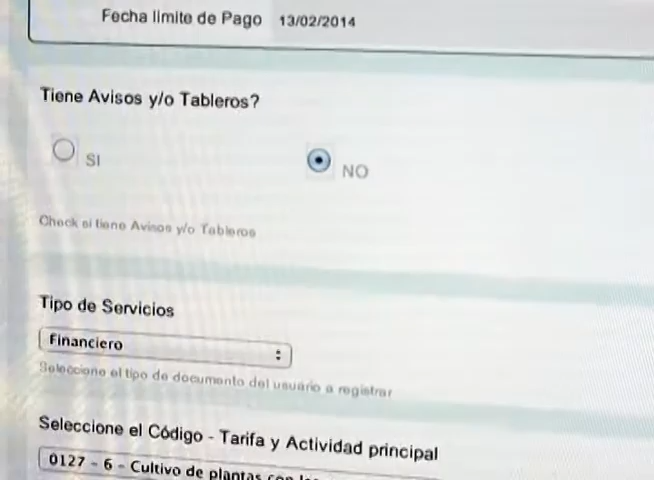 Fecha limite de Pago 13/02/2014
Tiene Avisos y/o Tableros?
SI
NO
Check si tiene Avisos y/o Tableros
Tipo de Servicios
Financiero
Seleccione el tipo de documento del usuario a registrar
Seleccione el Código - Tarifa y Actividad principal
0127 - 6 - Cultivo de plantas con